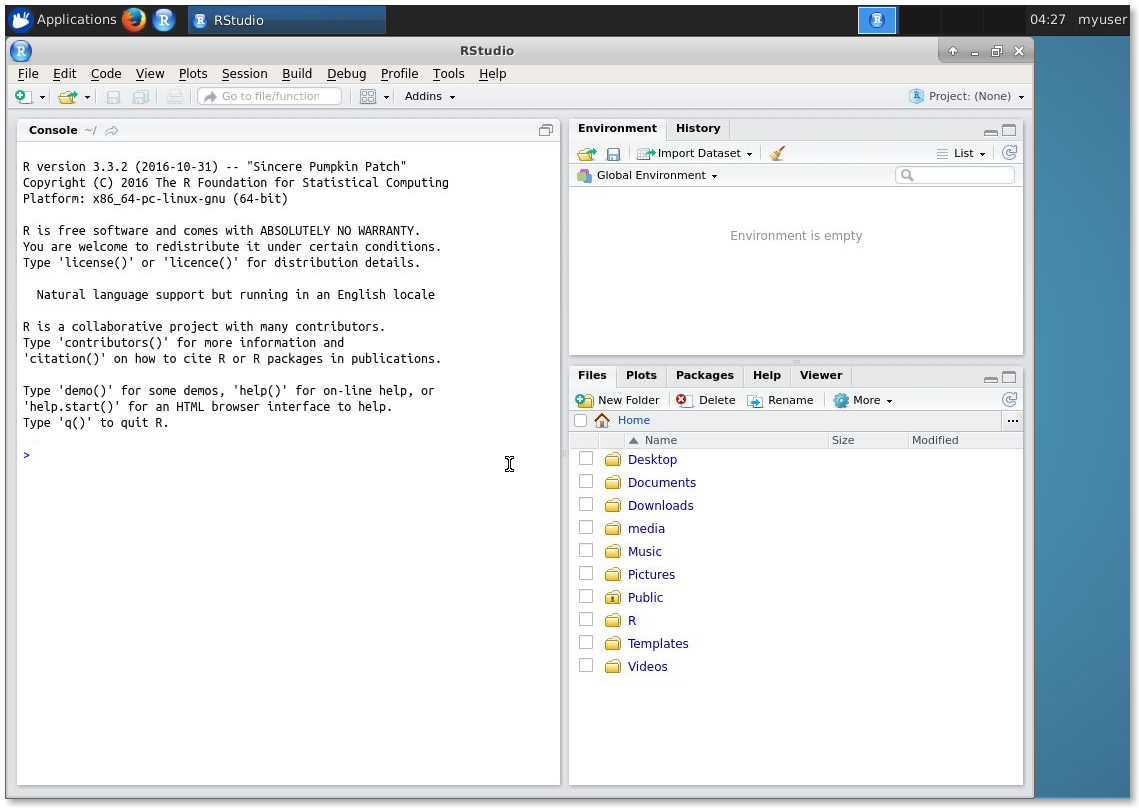 Applications RStudio 04:27 myuser
RStudio
File Edit Code View Plots Session Build Debug Profile Tools Help
Go to file/function Addins Project: (None)
Console ~/
R version 3.3.2 (2016-10-31) -- "Sincere Pumpkin Patch"
Copyright (C) 2016 The R Foundation for Statistical Computing
Platform: x86_64-pc-linux-gnu (64-bit)
R is free software and comes with ABSOLUTELY NO WARRANTY.
You are welcome to redistribute it under certain conditions.
Type 'license()' or 'licence()' for distribution details.
Natural language support but running in an English locale
R is a collaborative project with many contributors.
Type 'contributors()' for more information and
'citation()' on how to cite R or R packages in publications.
Type 'demo()' for some demos, 'help()' for on-line help, or
'help.start()' for an HTML browser interface to help.
Type 'q()' to quit R.
>
Environment History
Import Dataset List
Global Environment
Environment is empty
Files Plots Packages Help Viewer
New Folder Delete Rename More
Home ...
Name Size Modified
Desktop
Documents
Downloads
media
Music
Pictures
Public
R
Templates
Videos